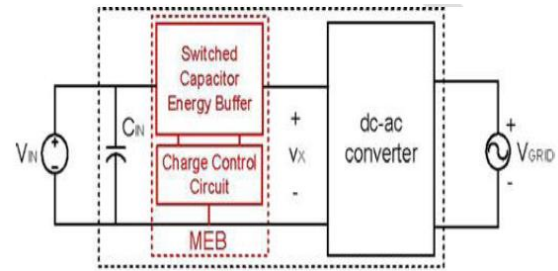 Switched
Capacitor
Energy Buffer
Charge Control
Circuit
MEB
VIN
CIN
+
vX
-
dc-ac
converter
+
VGRID
-